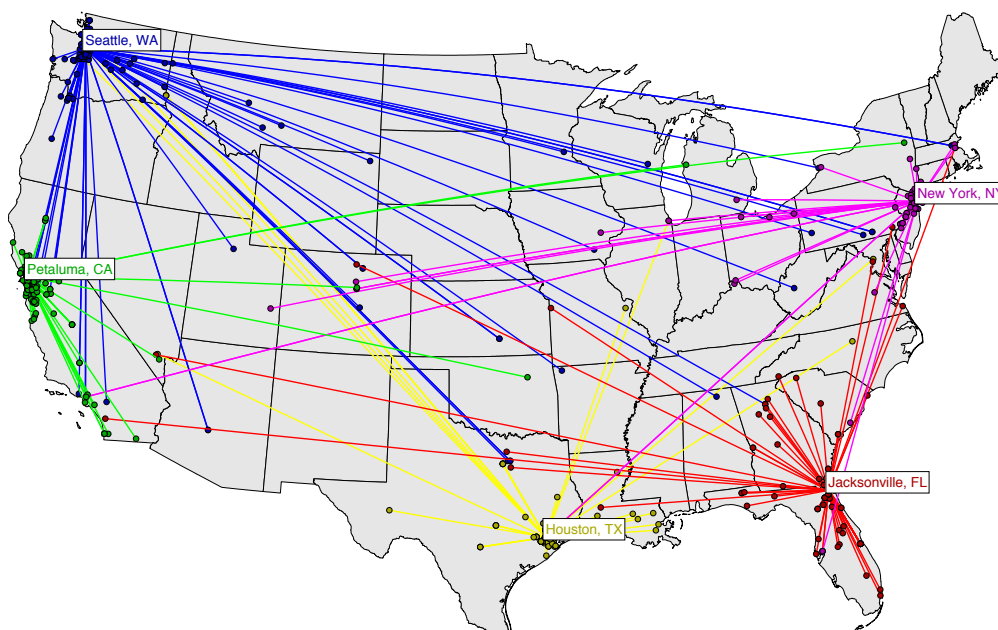 Seattle, WA
New York, NY
Petaluma, CA
Jacksonville, FL
Houston, TX